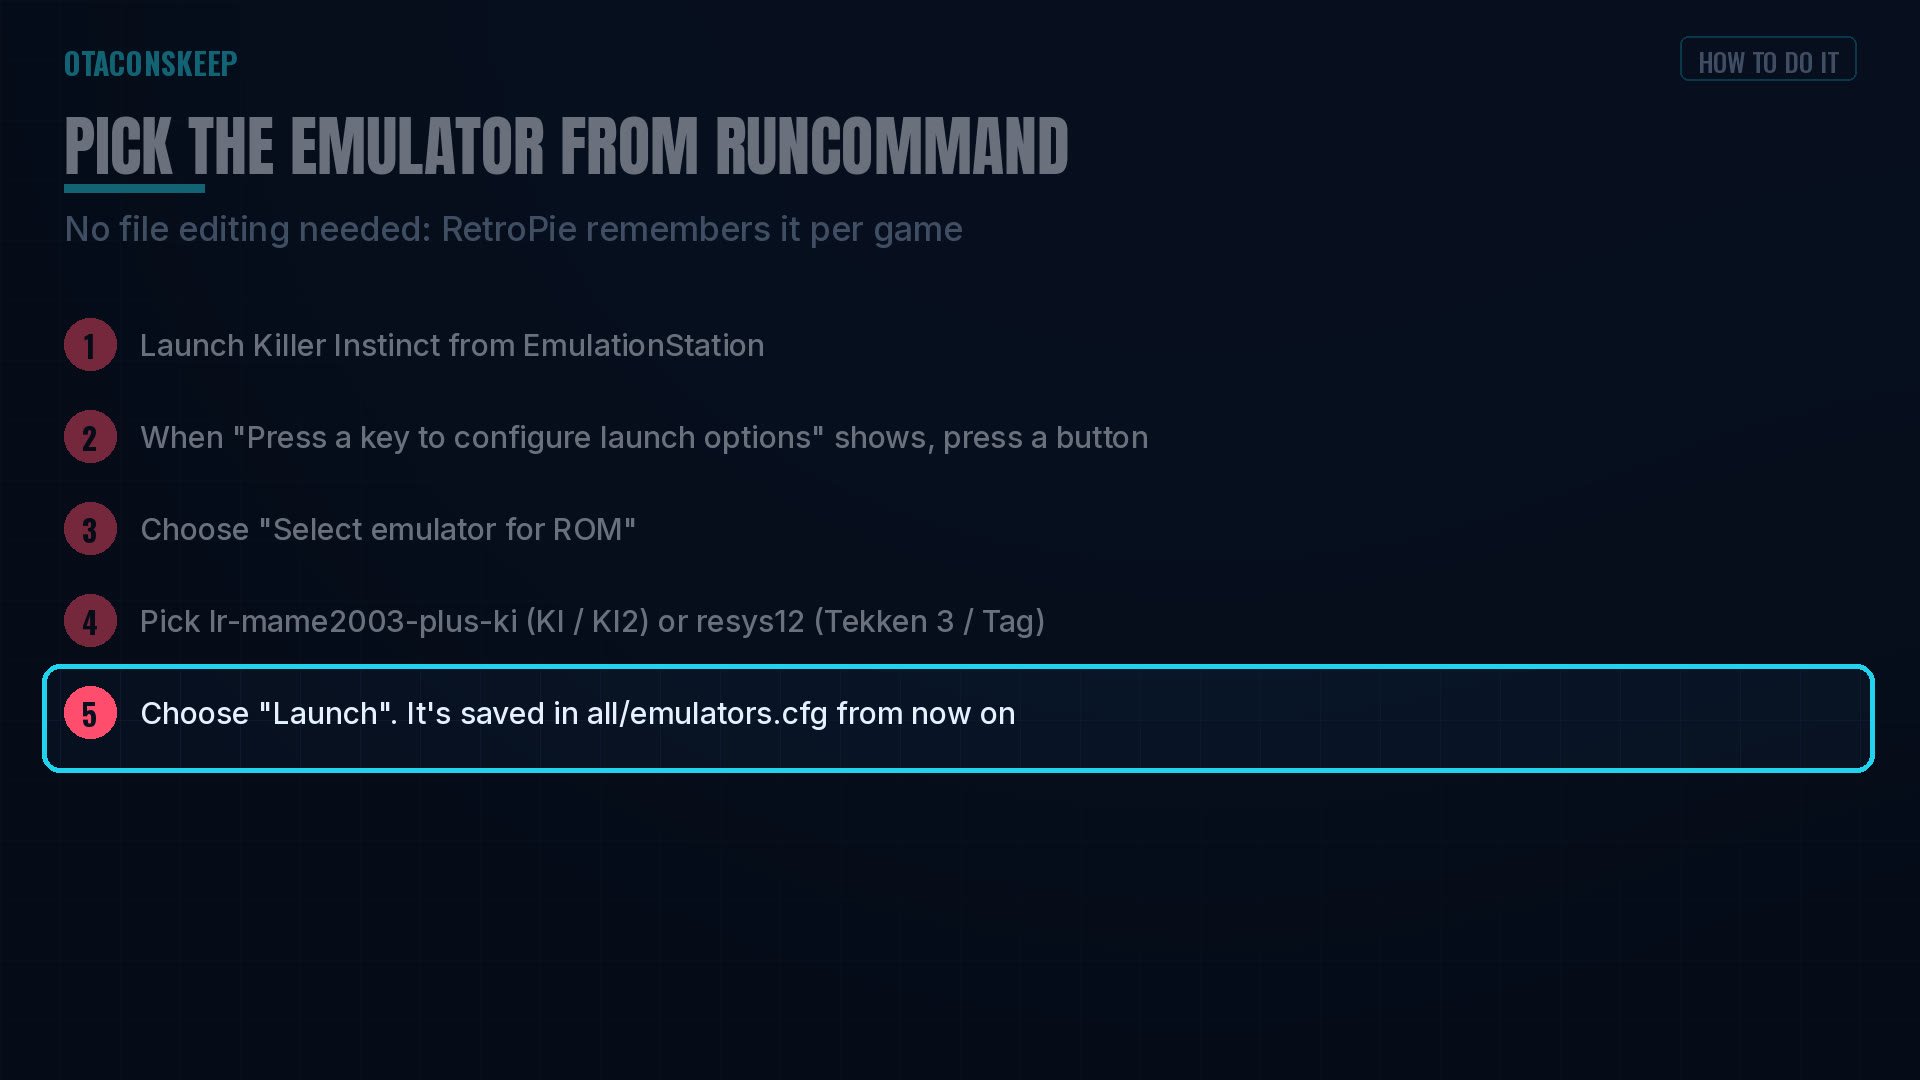 OTACONSKEEP
HOW TO DO IT
PICK THE EMULATOR FROM RUNCOMMAND
No file editing needed: RetroPie remembers it per game
1 Launch Killer Instinct from EmulationStation
2 When "Press a key to configure launch options" shows, press a button
3 Choose "Select emulator for ROM"
4 Pick lr-mame2003-plus-ki (KI / KI2) or resys12 (Tekken 3 / Tag)
5 Choose "Launch". It's saved in all/emulators.cfg from now on